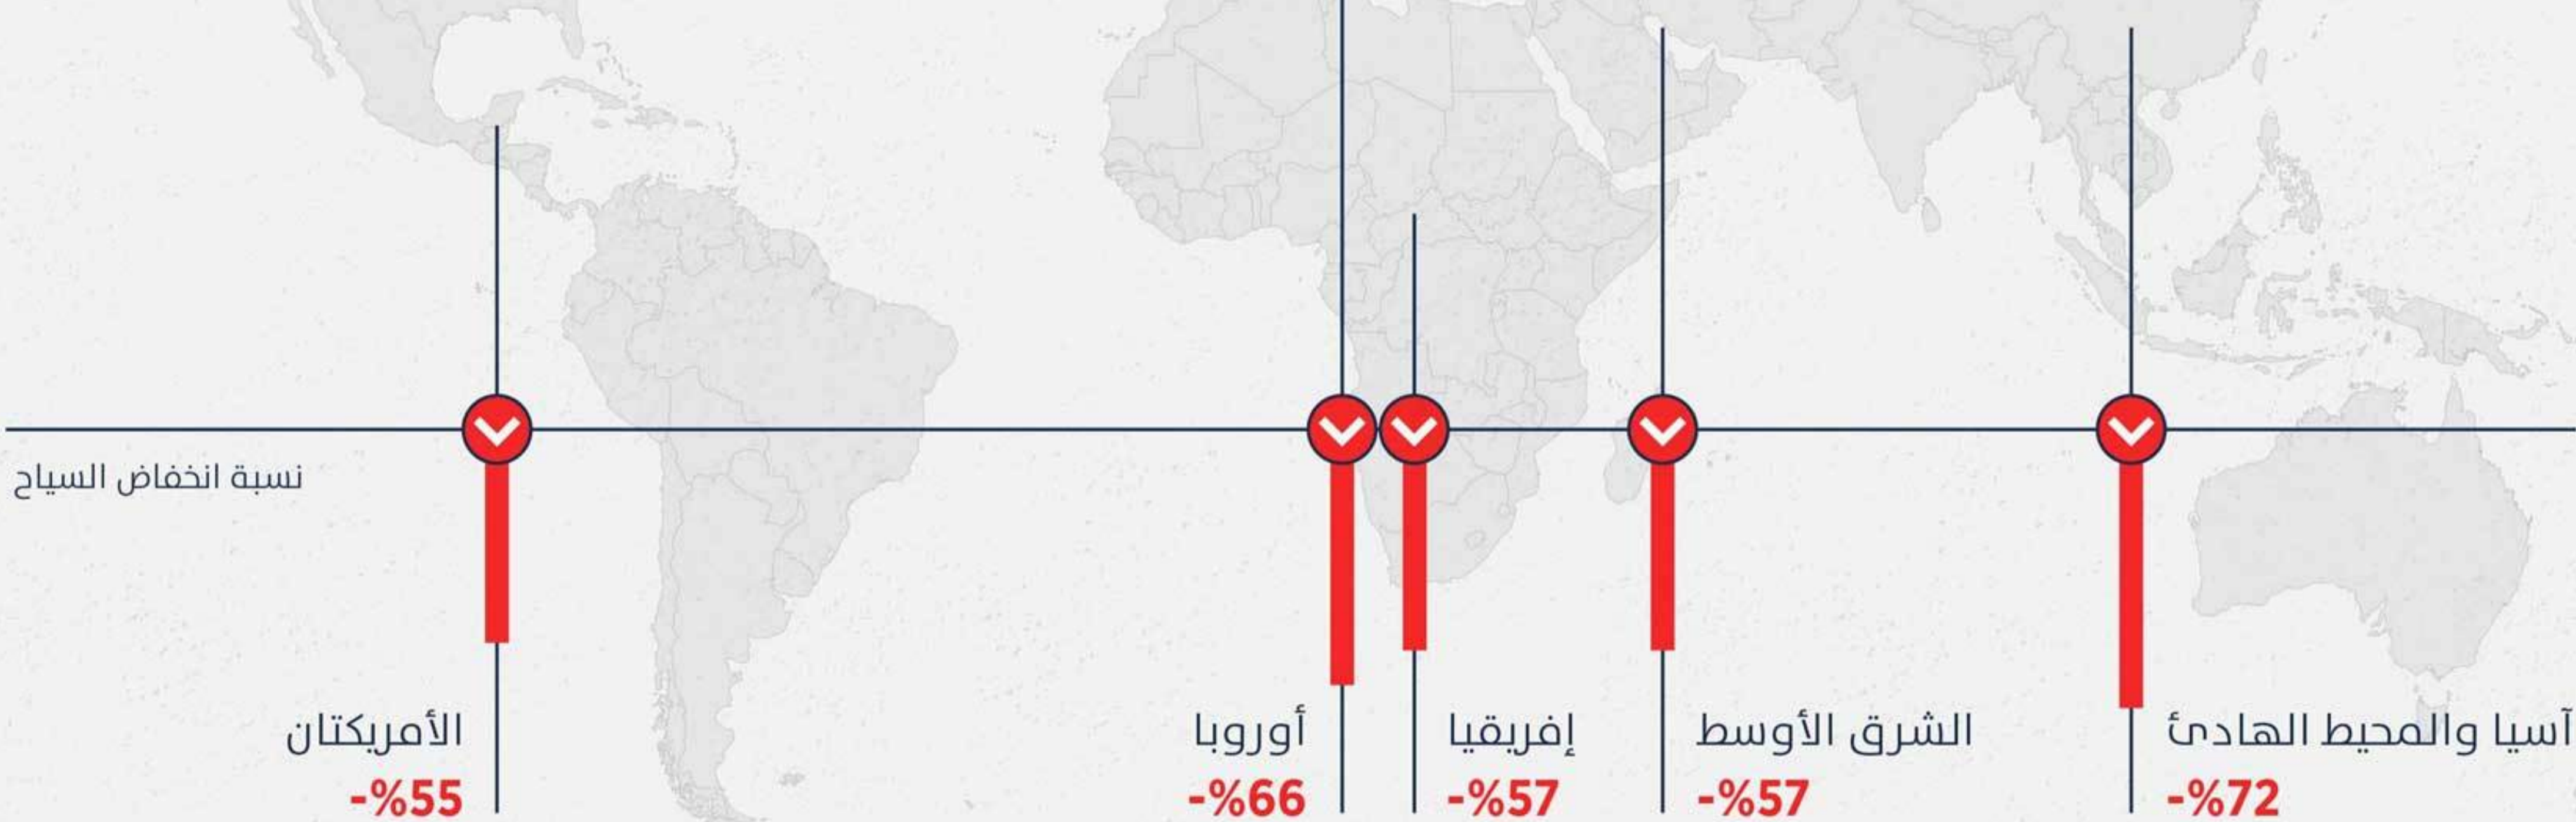 نسبة انخفاض السياح
آسيا والمحيط الهادئ
-%72
الشرق الأوسط
-%57
إفريقيا
-%57
أوروبا
-%66
الأمريكتان
-%55